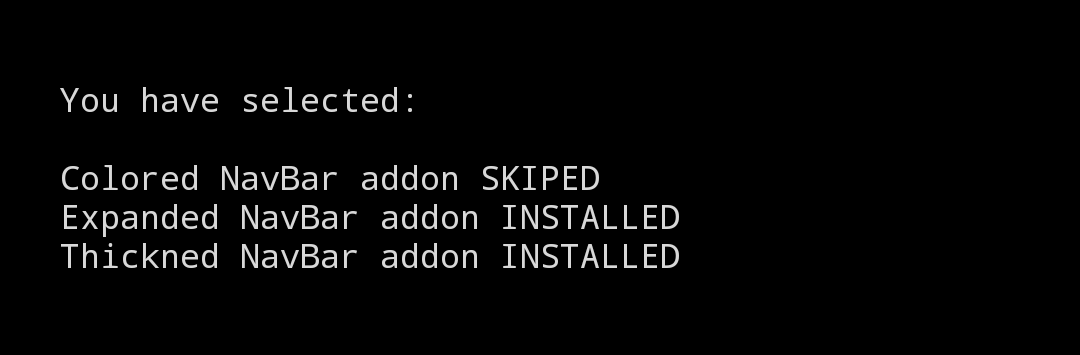 You have selected:
Colored NavBar addon SKIPED
Expanded NavBar addon INSTALLED
Thickned NavBar addon INSTALLED